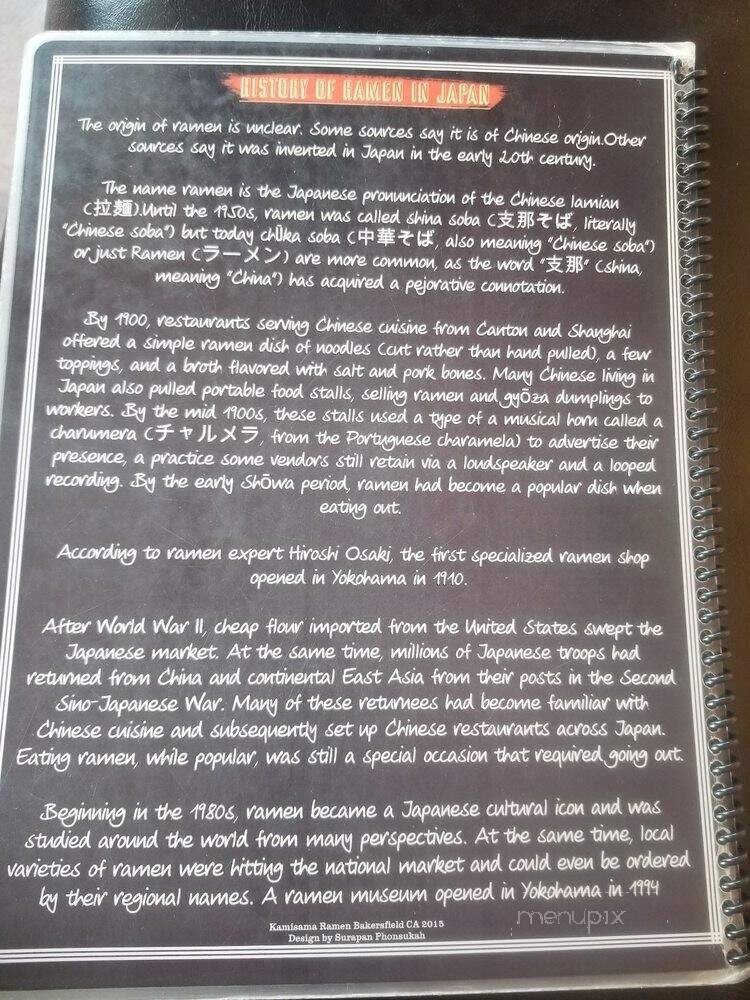 HISTORY OF RAMEN IN JAPAN
The origin of ramen is unclear. Some sources say it is of Chinese origin.Other
sources say it was invented in Japan in the early 20th century.
The name ramen is the Japanese pronunciation of the Chinese lamian
(拉麺).Until the 1950s, ramen was called shina soba (支那そば, literally
"Chinese soba") but today chūka soba (中華そば, also meaning "Chinese soba")
or just Ramen (ラーメン) are more common, as the word "支那" (shina,
meaning "China") has acquired a pejorative connotation.
By 1900, restaurants serving Chinese cuisine from Canton and Shanghai
offered a simple ramen dish of noodles (cut rather than hand pulled), a few
toppings, and a broth flavored with salt and pork bones. Many Chinese living in
Japan also pulled portable food stalls, selling ramen and gyōza dumplings to
workers. By the mid 1900s, these stalls used a type of a musical horn called a
charumera (チャルメラ, from the Portuguese charamela) to advertise their
presence, a practice some vendors still retain via a loudspeaker and a looped
recording. By the early Shōwa period, ramen had become a popular dish when
eating out.
According to ramen expert Hiroshi Osaki, the first specialized ramen shop
opened in Yokohama in 1910.
After World War II, cheap flour imported from the United States swept the
Japanese market. At the same time, millions of Japanese troops had
returned from China and continental East Asia from their posts in the Second
Sino-Japanese War. Many of these returnees had become familiar with
Chinese cuisine and subsequently set up Chinese restaurants across Japan.
Eating ramen, while popular, was still a special occasion that required going out.
Beginning in the 1980s, ramen became a Japanese cultural icon and was
studied around the world from many perspectives. At the same time, local
varieties of ramen were hitting the national market and could even be ordered
by their regional names. A ramen museum opened in Yokohama in 1994
menupix
Kamisama Ramen Bakersfield CA 2015
Design by Surapan Phonsukah